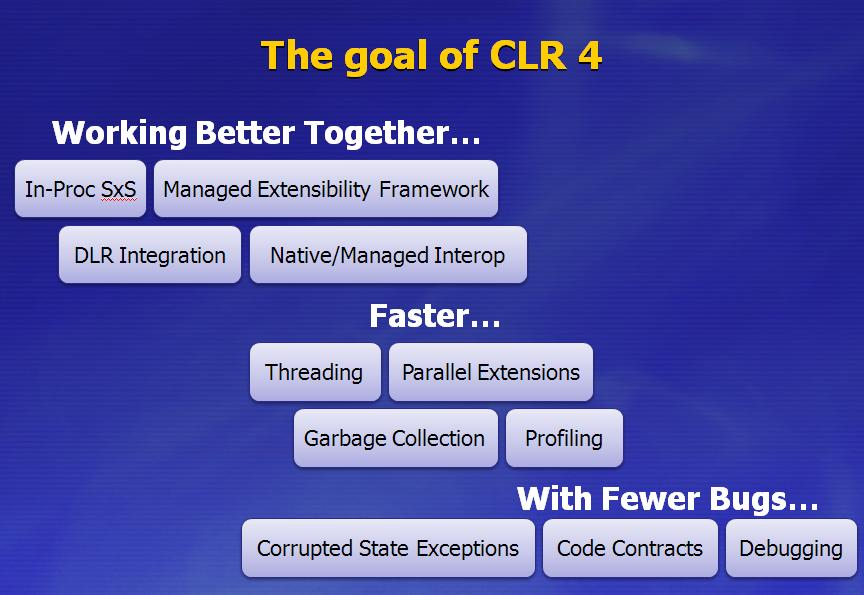 The goal of CLR 4
Working Better Together...
In-Proc SxS Managed Extensibility Framework
DLR Integration Native/Managed Interop
Faster...
Threading Parallel Extensions
Garbage Collection Profiling
With Fewer Bugs...
Corrupted State Exceptions Code Contracts Debugging